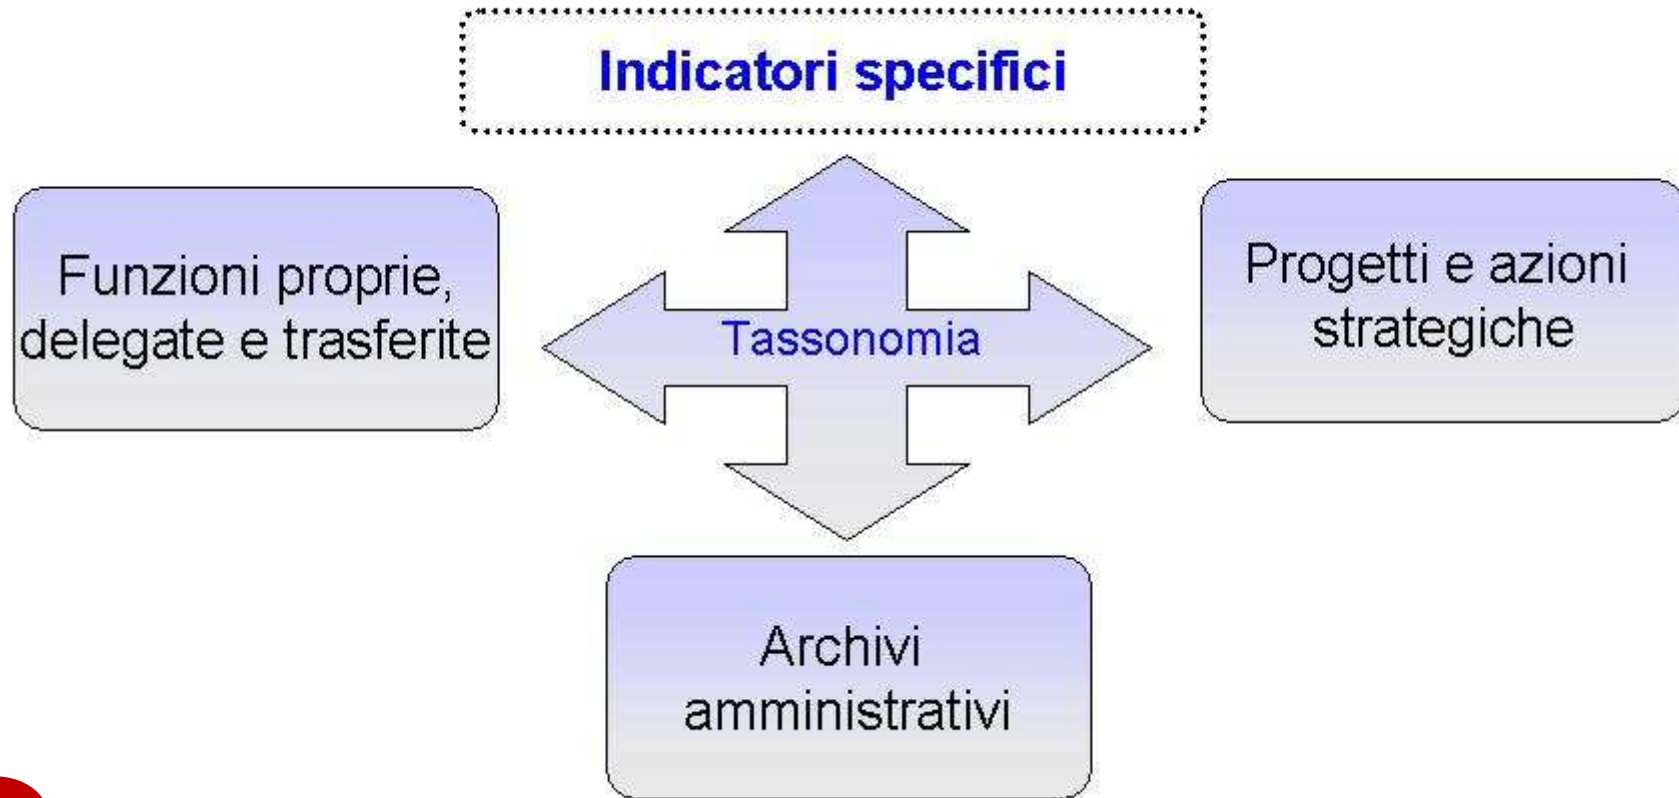 Indicatori specifici
Funzioni proprie,
delegate e trasferite
Tassonomia
Progetti e azioni
strategiche
Archivi
amministrativi